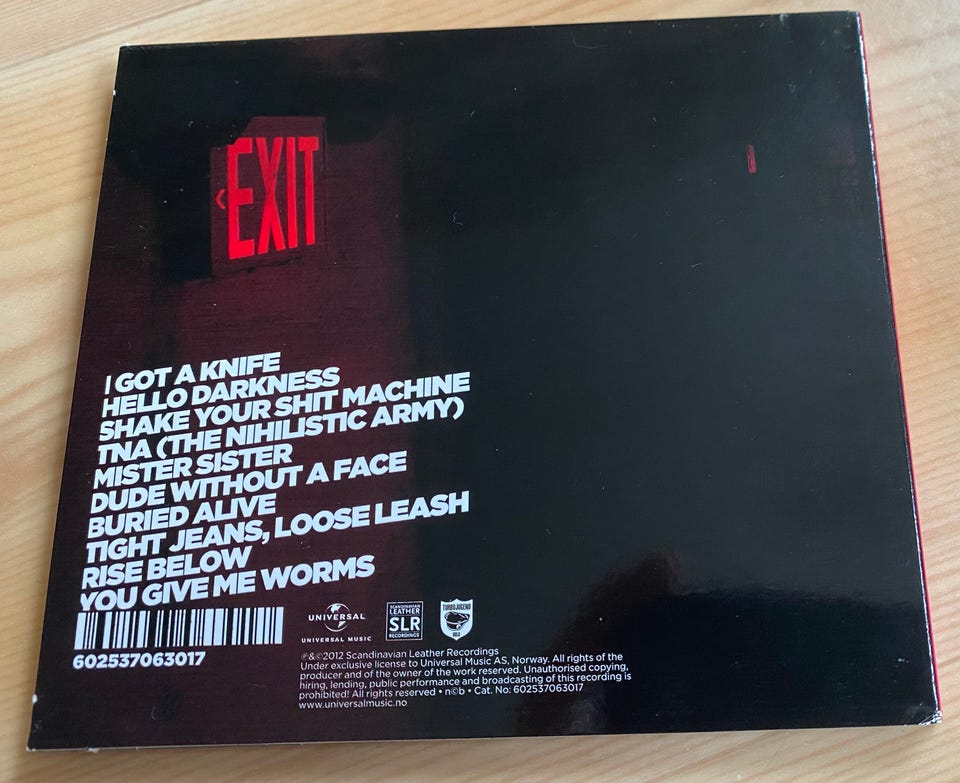 ‹EXIT
I GOT A KNIFE
HELLO DARKNESS
SHAKE YOUR SHIT MACHINE
TNA (THE NIHILISTIC ARMY)
MISTER SISTER
DUDE WITHOUT A FACE
BURIED ALIVE
TIGHT JEANS, LOOSE LEASH
RISE BELOW
YOU GIVE ME WORMS
602537063017
UNIVERSAL
UNIVERSAL MUSIC
SCANDINAVIAN
LEATHER
SLR
RECORDINGS
TURBOJUGEND
OSLO
℗&©2012 Scandinavian Leather Recordings
Under exclusive license to Universal Music AS, Norway. All rights of the
producer and of the owner of the work reserved. Unauthorised copying,
hiring, lending, public performance and broadcasting of this recording is
prohibited! All rights reserved • n©b • Cat. No: 602537063017
www.universalmusic.no